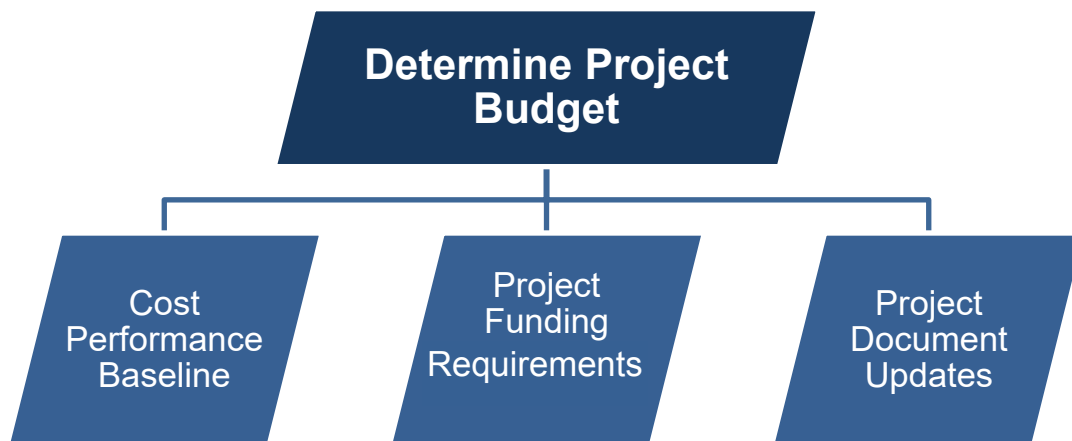 Determine Project
Budget
Cost
Performance
Baseline
Project
Funding
Requirements
Project
Document
Updates